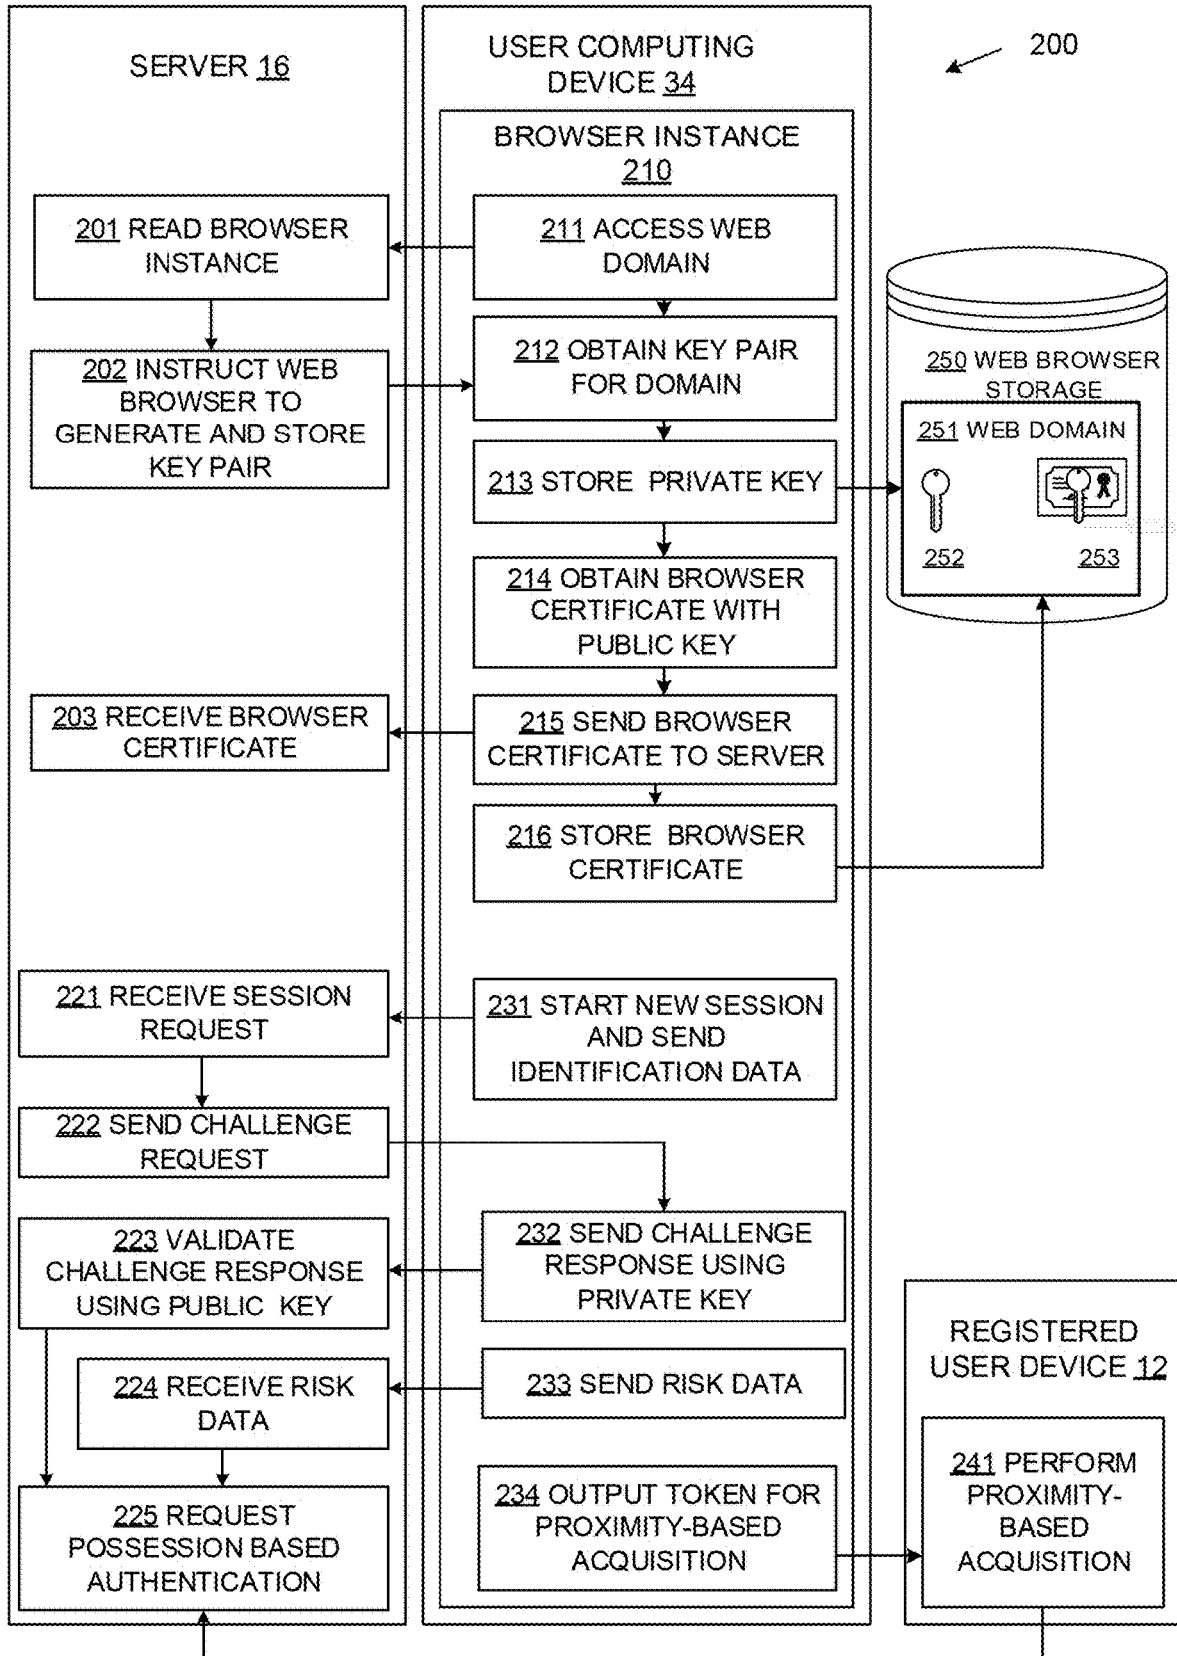 SERVER 16
USER COMPUTING
DEVICE 34
200
BROWSER INSTANCE
210
201 READ BROWSER
INSTANCE
211 ACCESS WEB
DOMAIN
202 INSTRUCT WEB
BROWSER TO
GENERATE AND STORE
KEY PAIR
212 OBTAIN KEY PAIR
FOR DOMAIN
250 WEB BROWSER
STORAGE
251 WEB DOMAIN
252
253
213 STORE PRIVATE KEY
214 OBTAIN BROWSER
CERTIFICATE WITH
PUBLIC KEY
203 RECEIVE BROWSER
CERTIFICATE
215 SEND BROWSER
CERTIFICATE TO SERVER
216 STORE BROWSER
CERTIFICATE
221 RECEIVE SESSION
REQUEST
231 START NEW SESSION
AND SEND
IDENTIFICATION DATA
222 SEND CHALLENGE
REQUEST
223 VALIDATE
CHALLENGE RESPONSE
USING PUBLIC KEY
232 SEND CHALLENGE
RESPONSE USING
PRIVATE KEY
224 RECEIVE RISK
DATA
233 SEND RISK DATA
REGISTERED
USER DEVICE 12
225 REQUEST
POSSESSION BASED
AUTHENTICATION
234 OUTPUT TOKEN FOR
PROXIMITY-BASED
ACQUISITION
241 PERFORM
PROXIMITY-
BASED
ACQUISITION